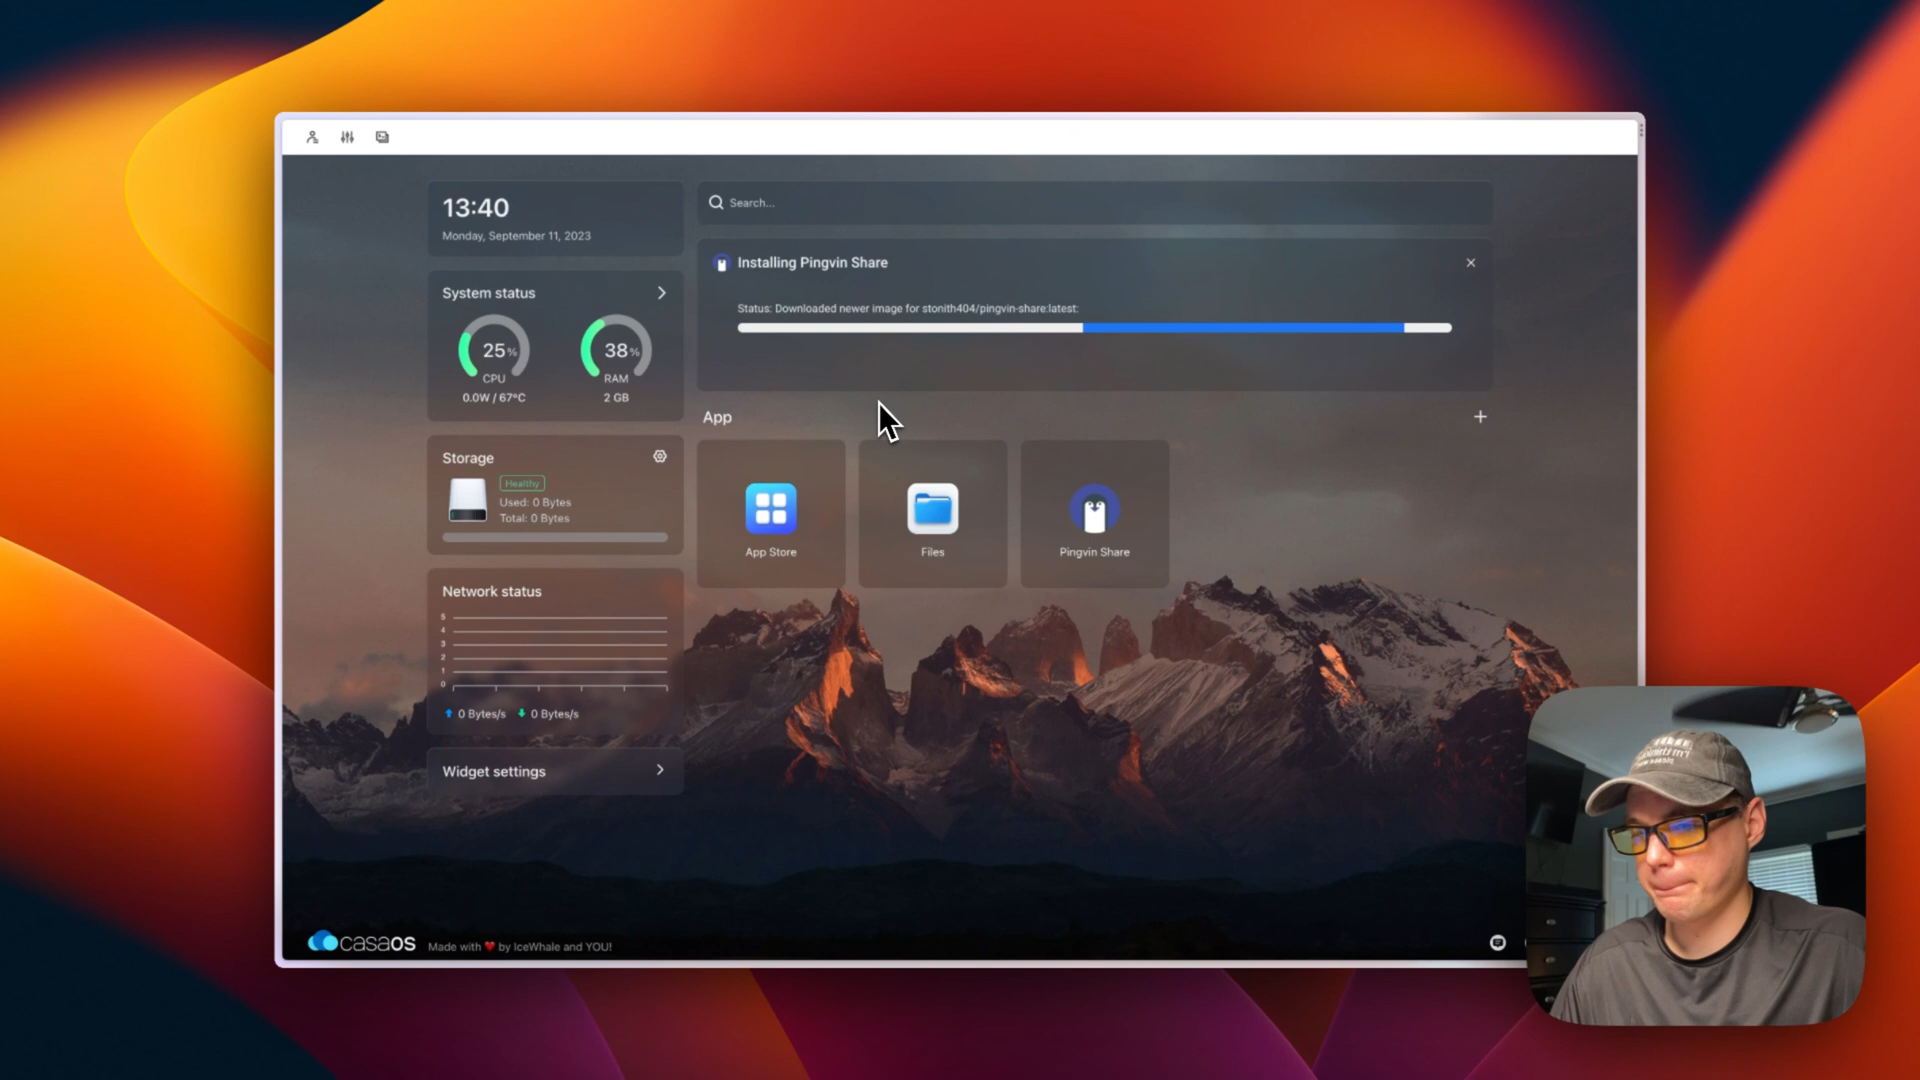 13:40
Monday, September 11, 2023
Search...
Installing Pingvin Share
Status: Downloaded newer image for stonith404/pingvin-share:latest:
System status
25%
CPU
0.0W / 67°C
38%
RAM
2 GB
App
Storage
Healthy
Used: 0 Bytes
Total: 0 Bytes
App Store
Files
Pingvin Share
Network status
5
4
3
2
1
0
0 Bytes/s
0 Bytes/s
Widget settings
casaOS
Made with ❤ by IceWhale and YOU!